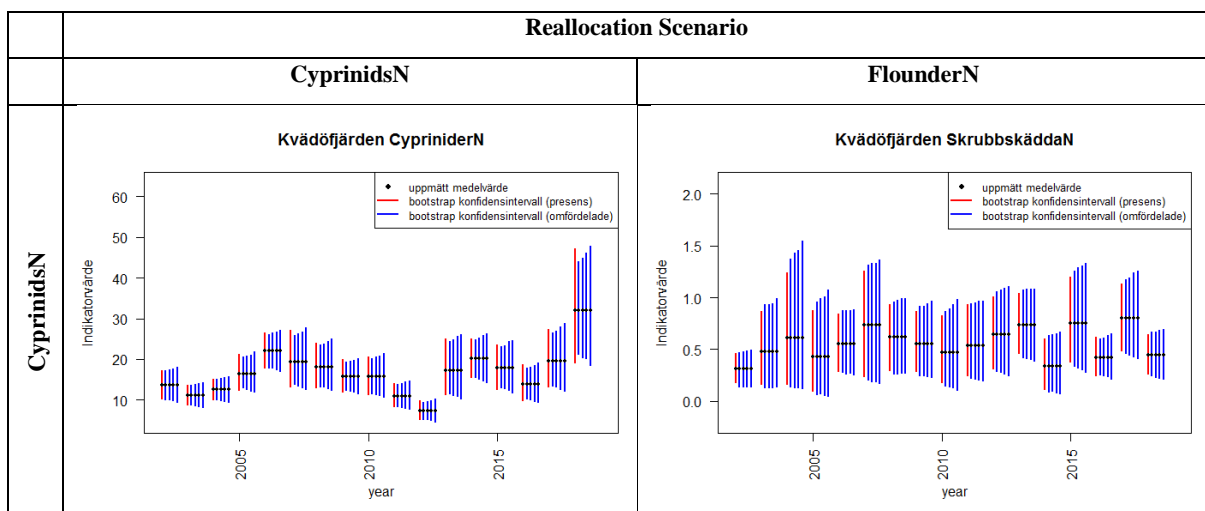 Reallocation Scenario
CyprinidsN
FlounderN
CyprinidsN
Kvädöfjärden CypriniderN
uppmätt medelvärde
bootstrap konfidensintervall (presens)
bootstrap konfidensintervall (omfördelade)
Indikatorvärde
60
50
40
30
20
10
2005
2010
2015
year
Kvädöfjärden SkrubbskäddaN
uppmätt medelvärde
bootstrap konfidensintervall (presens)
bootstrap konfidensintervall (omfördelade)
Indikatorvärde
2.0
1.5
1.0
0.5
0.0
2005
2010
2015
year